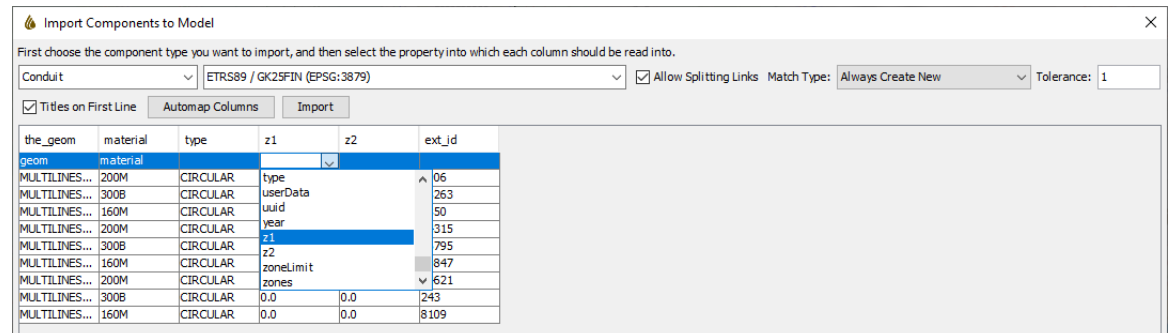 Import Components to Model
First choose the component type you want to import, and then select the property into which each column should be read into.
Conduit ETRS89 / GK25FIN (EPSG:3879) Allow Splitting Links Match Type: Always Create New Tolerance: 1
Titles on First Line Automap Columns Import
the_geom material type z1 z2 ext_id
geom material
MULTILINES... 200M CIRCULAR type 06
MULTILINES... 300B CIRCULAR userData 263
MULTILINES... 160M CIRCULAR uuid 50
MULTILINES... 200M CIRCULAR year 315
MULTILINES... 300B CIRCULAR z1 795
MULTILINES... 160M CIRCULAR z2 847
MULTILINES... 200M CIRCULAR zoneLimit 621
zones
MULTILINES... 300B CIRCULAR 0.0 0.0 243
MULTILINES... 160M CIRCULAR 0.0 0.0 8109